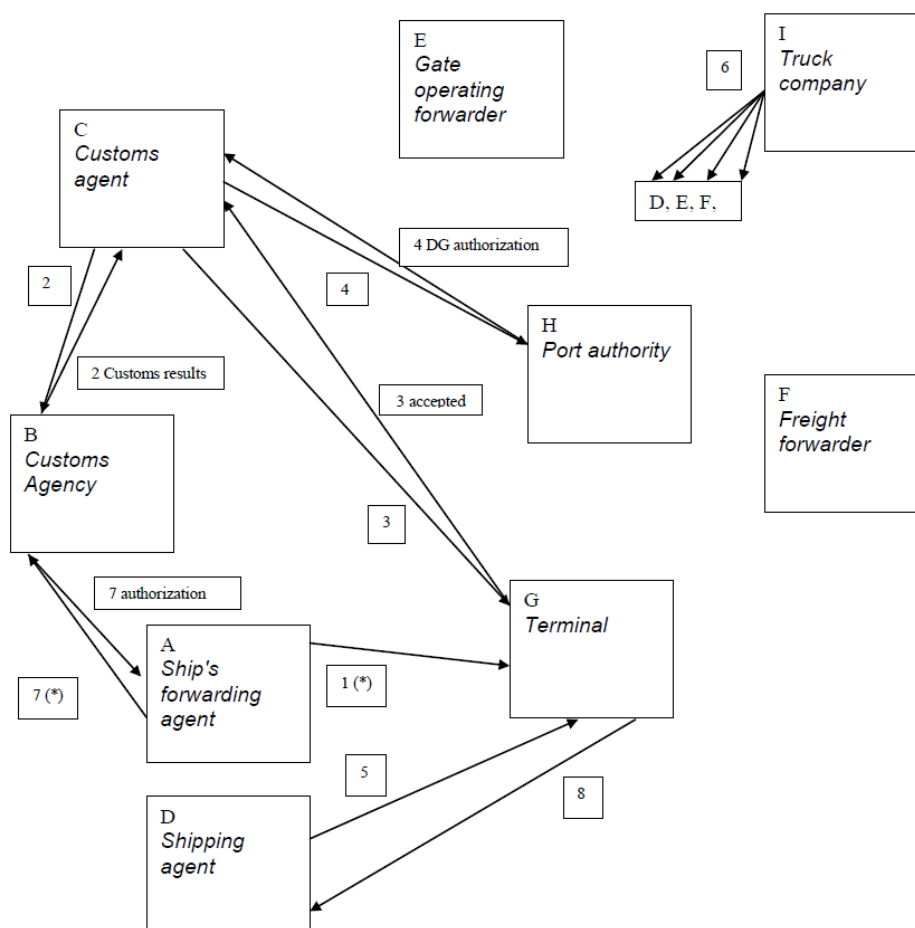 E
Gate
operating
forwarder
I
Truck
company
6
C
Customs
agent
D, E, F,
4 DG authorization
2
4
H
Port authority
2 Customs results
3 accepted
F
Freight
forwarder
B
Customs
Agency
3
7 authorization
G
Terminal
A
Ship's
forwarding
agent
7 (*)
1 (*)
5
8
D
Shipping
agent